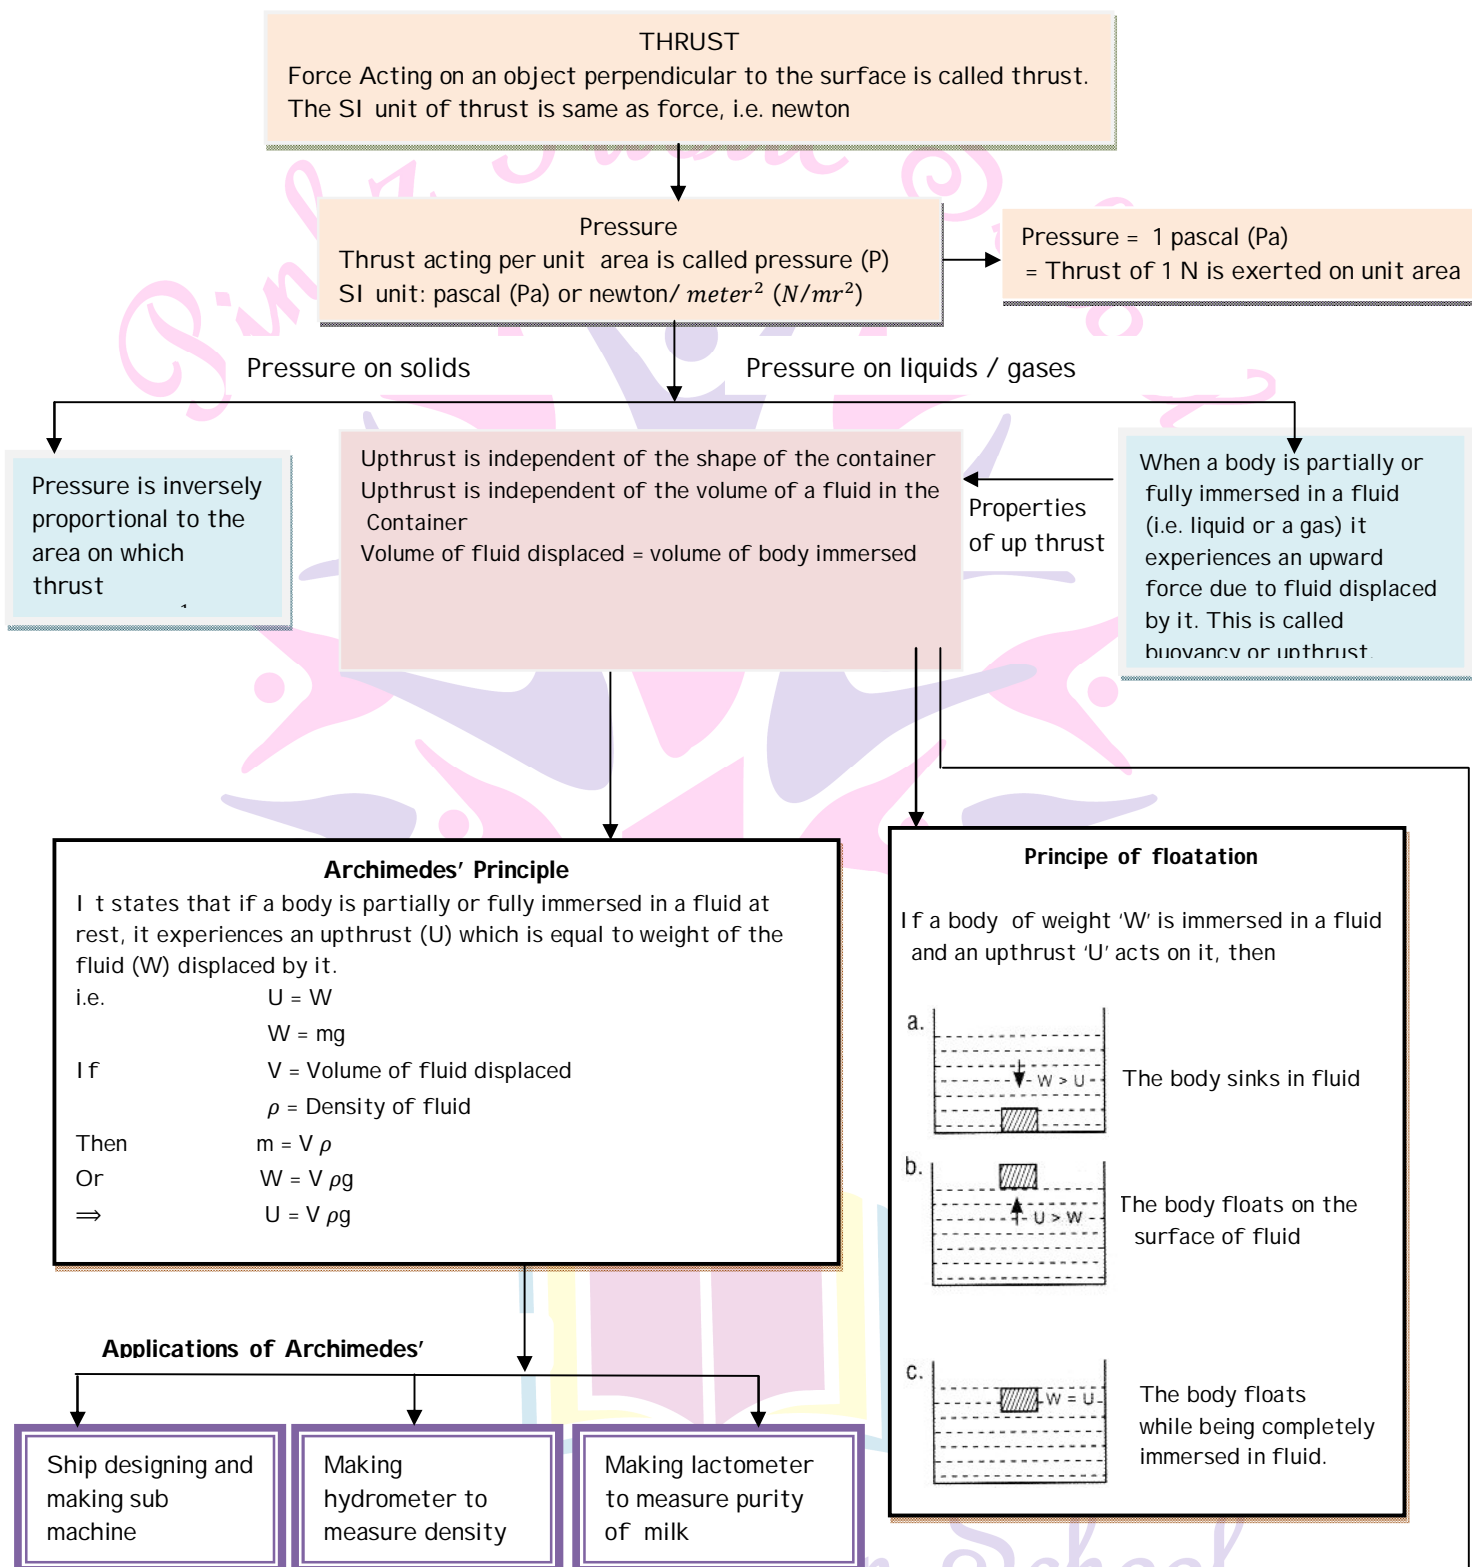 THRUST
Force Acting on an object perpendicular to the surface is called thrust.
The SI unit of thrust is same as force, i.e. newton
Pressure
Thrust acting per unit area is called pressure (P)
SI unit: pascal (Pa) or newton/ meter² (N/mr²)
Pressure = 1 pascal (Pa)
= Thrust of 1 N is exerted on unit area
Pressure on solids
Pressure on liquids / gases
Pressure is inversely
proportional to the
area on which
thrust
Upthrust is independent of the shape of the container
Upthrust is independent of the volume of a fluid in the
Container
Volume of fluid displaced = volume of body immersed
Properties
of up thrust
When a body is partially or
fully immersed in a fluid
(i.e. liquid or a gas) it
experiences an upward
force due to fluid displaced
by it. This is called
buoyancy or upthrust.
Archimedes' Principle
It states that if a body is partially or fully immersed in a fluid at
rest, it experiences an upthrust (U) which is equal to weight of the
fluid (W) displaced by it.
i.e. U = W
W = mg
If V = Volume of fluid displaced
ρ = Density of fluid
Then m = V ρ
Or W = V ρg
⟹ U = V ρg
Principe of floatation
If a body of weight 'W' is immersed in a fluid
and an upthrust 'U' acts on it, then
a.
W > U
The body sinks in fluid
b.
U > W
The body floats on the
surface of fluid
c.
W = U
The body floats
while being completely
immersed in fluid.
Applications of Archimedes'
Ship designing and
making sub
machine
Making
hydrometer to
measure density
Making lactometer
to measure purity
of milk
School